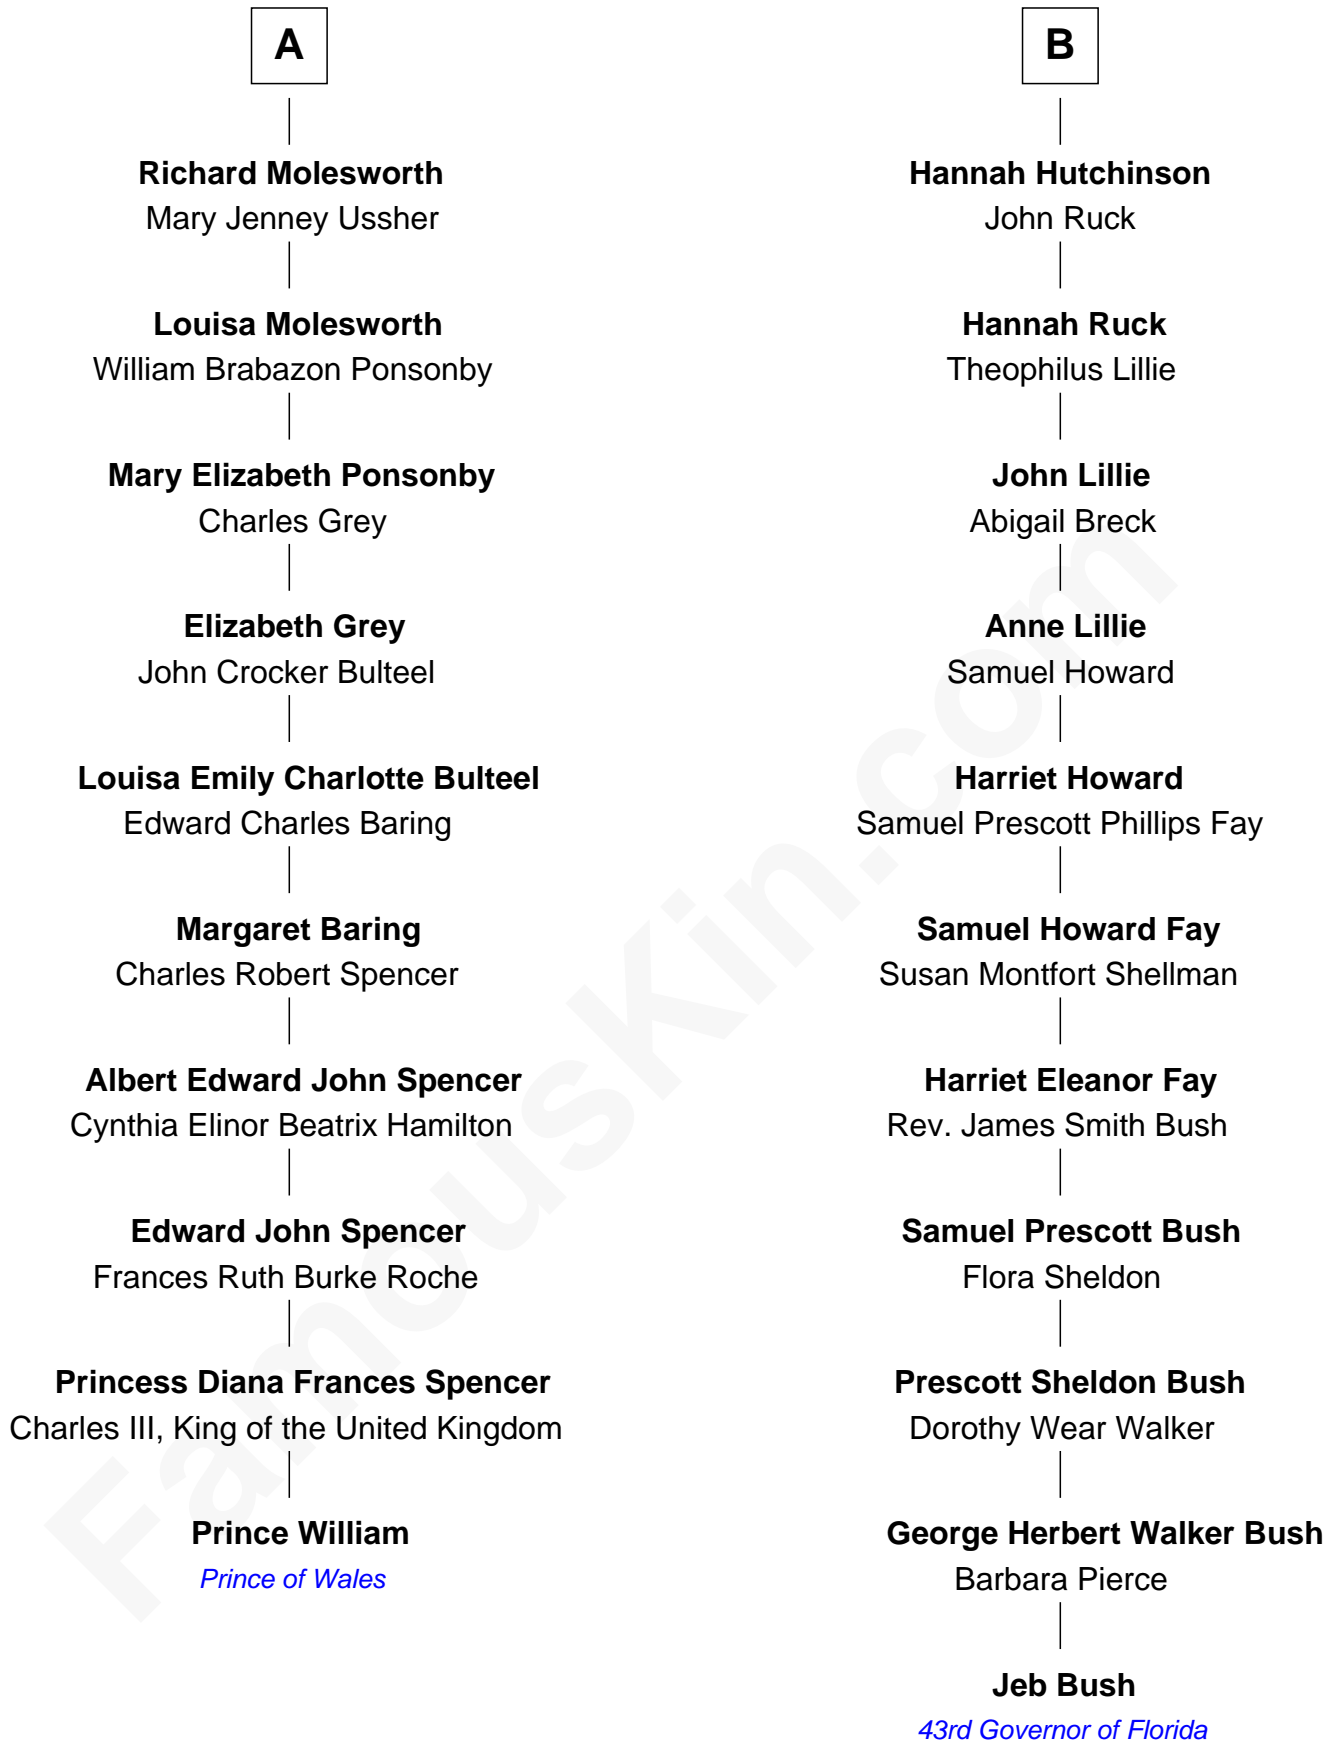 A
Richard Molesworth
Mary Jenney Ussher
Louisa Molesworth
William Brabazon Ponsonby
Mary Elizabeth Ponsonby
Charles Grey
Elizabeth Grey
John Crocker Bulteel
Louisa Emily Charlotte Bulteel
Edward Charles Baring
Margaret Baring
Charles Robert Spencer
Albert Edward John Spencer
Cynthia Elinor Beatrix Hamilton
Edward John Spencer
Frances Ruth Burke Roche
Princess Diana Frances Spencer
Charles III, King of the United Kingdom
Prince William
Prince of Wales
B
Hannah Hutchinson
John Ruck
Hannah Ruck
Theophilus Lillie
John Lillie
Abigail Breck
Anne Lillie
Samuel Howard
Harriet Howard
Samuel Prescott Phillips Fay
Samuel Howard Fay
Susan Montfort Shellman
Harriet Eleanor Fay
Rev. James Smith Bush
Samuel Prescott Bush
Flora Sheldon
Prescott Sheldon Bush
Dorothy Wear Walker
George Herbert Walker Bush
Barbara Pierce
Jeb Bush
43rd Governor of Florida
FamousKin.com